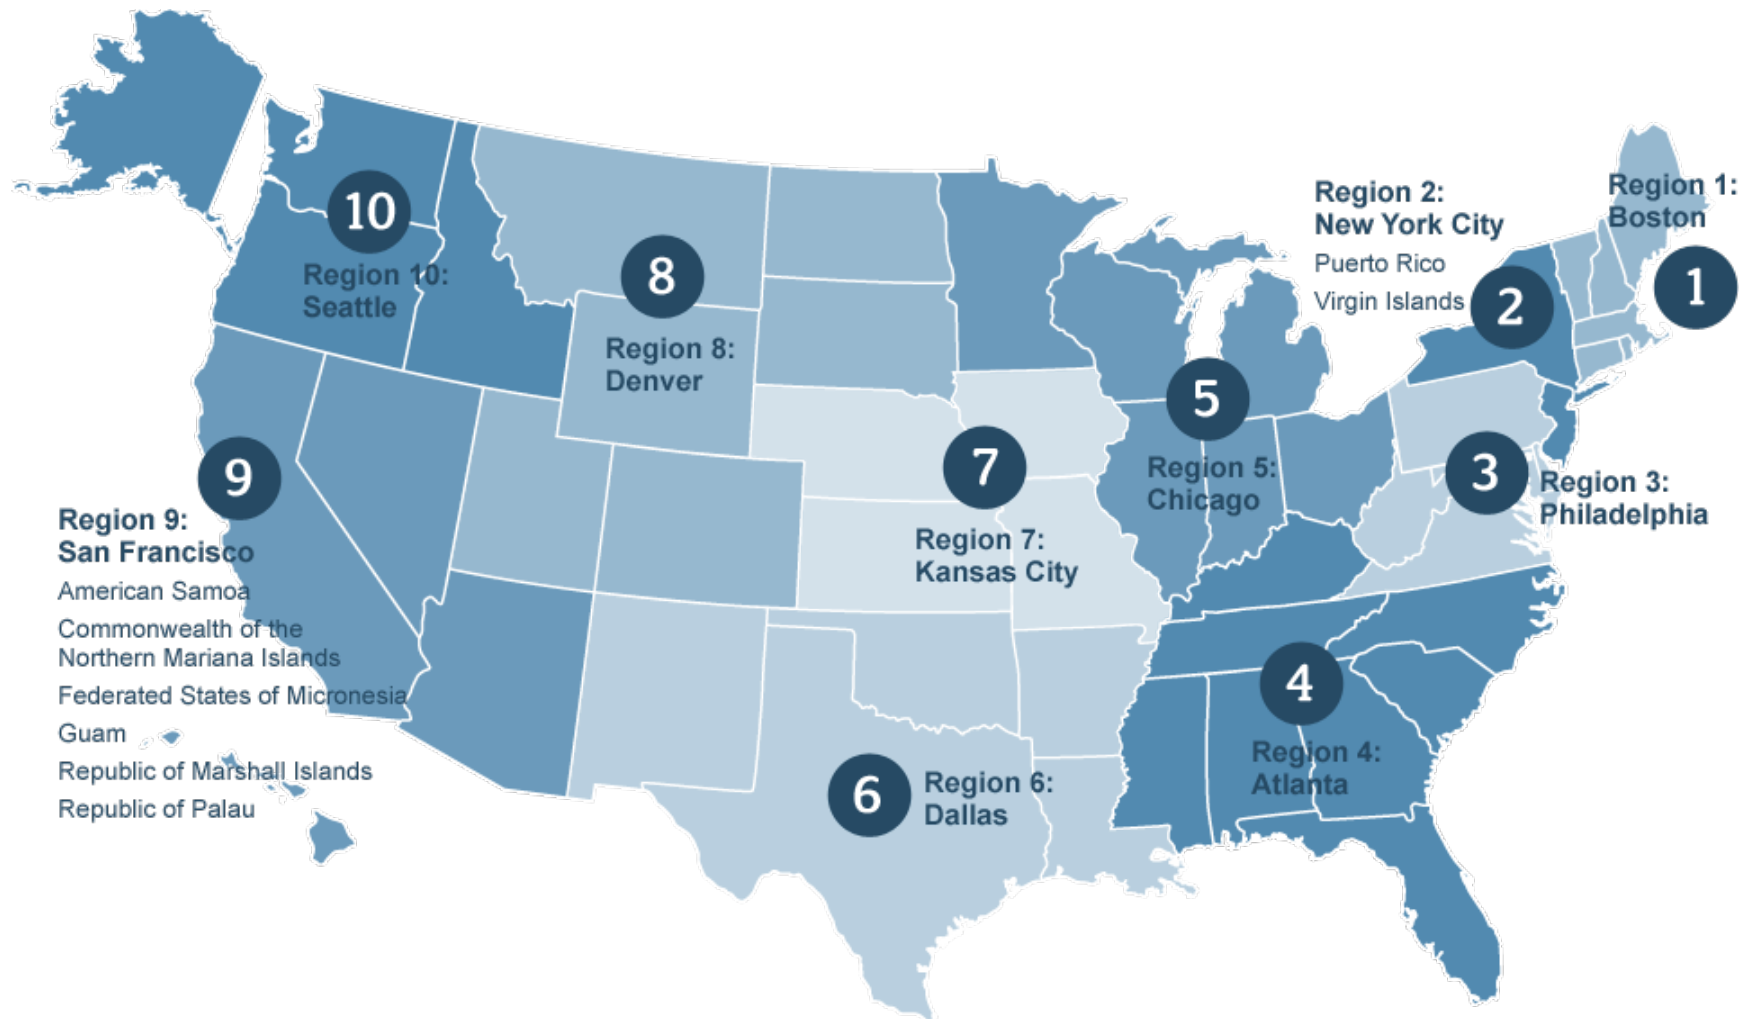 10
Region 10:
Seattle
8
Region 8:
Denver
Region 2:
New York City
Puerto Rico
Virgin Islands
2
Region 1:
Boston
1
5
Region 5:
Chicago
7
Region 7:
Kansas City
3
Region 3:
Philadelphia
9
Region 9:
San Francisco
American Samoa
Commonwealth of the
Northern Mariana Islands
Federated States of Micronesia
Guam
Republic of Marshall Islands
Republic of Palau
6
Region 6:
Dallas
4
Region 4:
Atlanta